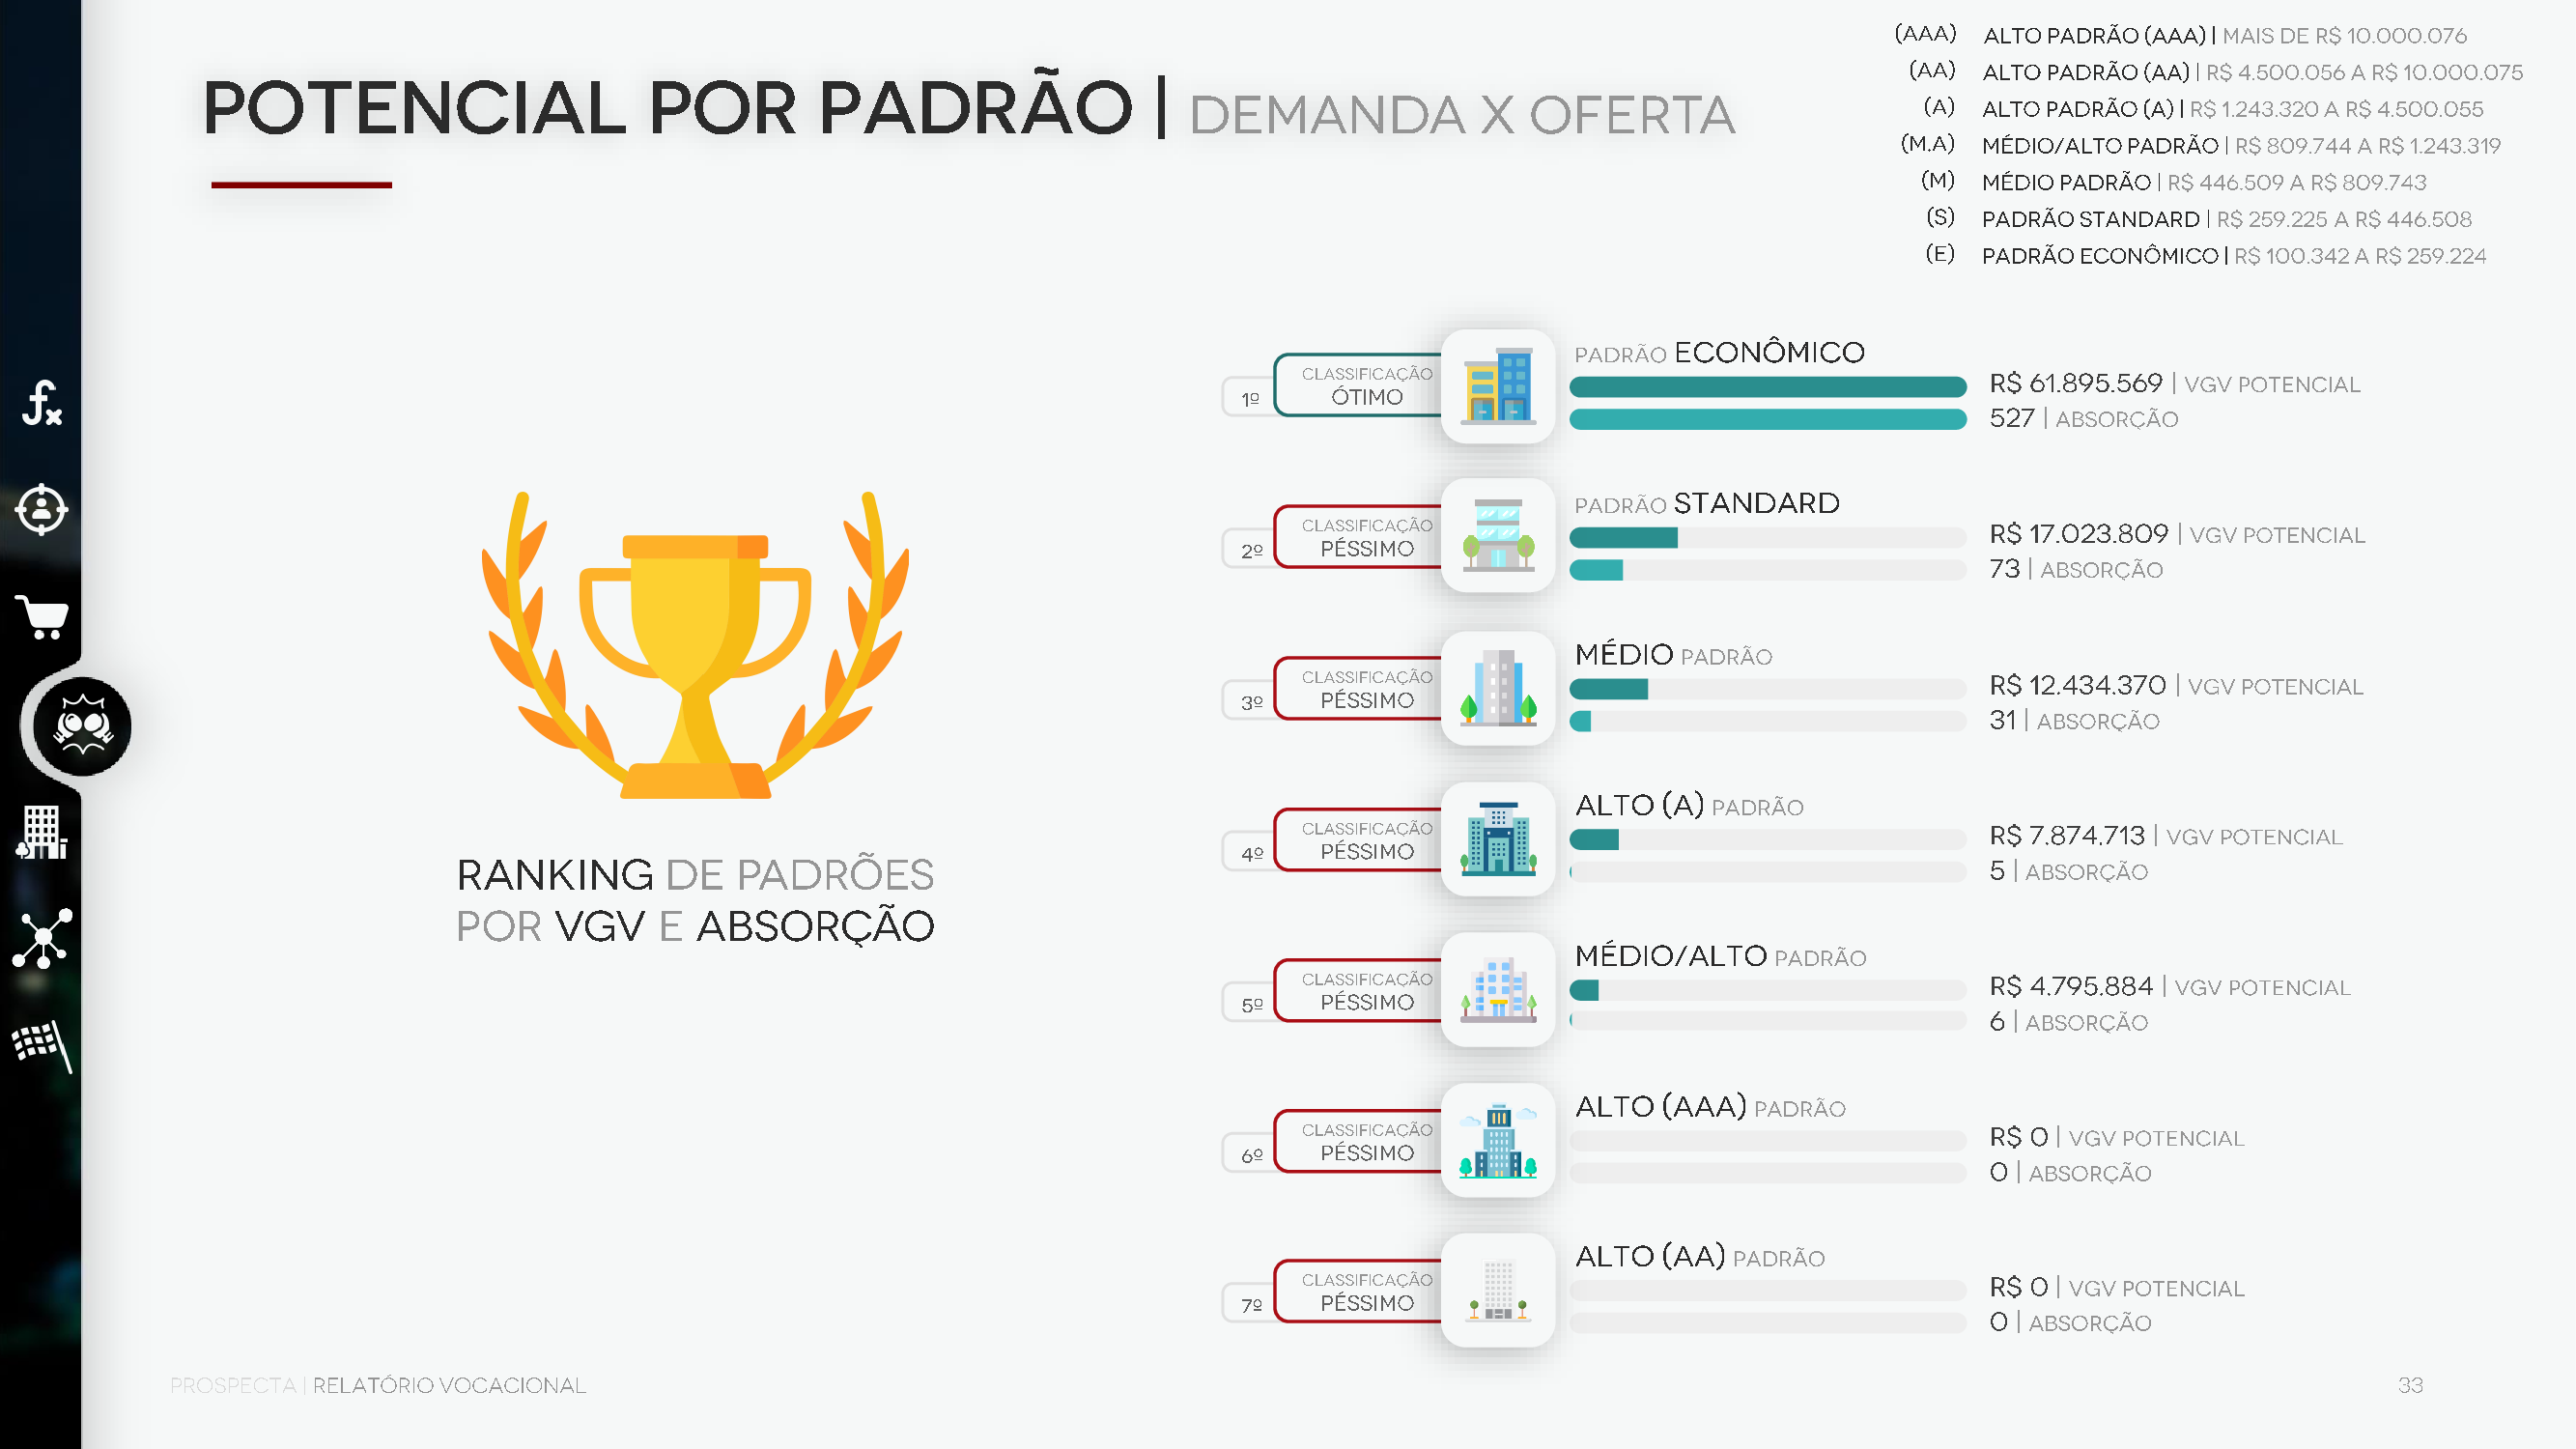 POTENCIAL POR PADRÃO | DEMANDA X OFERTA
(AAA) ALTO PADRÃO (AAA) | MAIS DE R$ 10.000.076
(AA) ALTO PADRÃO (AA) | R$ 4.500.056 A R$ 10.000.075
(A) ALTO PADRÃO (A) | R$ 1.243.320 A R$ 4.500.055
(M.A) MÉDIO/ALTO PADRÃO | R$ 809.744 A R$ 1.243.319
(M) MÉDIO PADRÃO | R$ 446.509 A R$ 809.743
(S) PADRÃO STANDARD | R$ 259.225 A R$ 446.508
(E) PADRÃO ECONÔMICO | R$ 100.342 A R$ 259.224
RANKING DE PADRÕES
POR VGV E ABSORÇÃO
1º
CLASSIFICAÇÃO
ÓTIMO
PADRÃO ECONÔMICO
R$ 61.895.569 | VGV POTENCIAL
527 | ABSORÇÃO
2º
CLASSIFICAÇÃO
PÉSSIMO
PADRÃO STANDARD
R$ 17.023.809 | VGV POTENCIAL
73 | ABSORÇÃO
3º
CLASSIFICAÇÃO
PÉSSIMO
MÉDIO PADRÃO
R$ 12.434.370 | VGV POTENCIAL
31 | ABSORÇÃO
4º
CLASSIFICAÇÃO
PÉSSIMO
ALTO (A) PADRÃO
R$ 7.874.713 | VGV POTENCIAL
5 | ABSORÇÃO
5º
CLASSIFICAÇÃO
PÉSSIMO
MÉDIO/ALTO PADRÃO
R$ 4.795.884 | VGV POTENCIAL
6 | ABSORÇÃO
6º
CLASSIFICAÇÃO
PÉSSIMO
ALTO (AAA) PADRÃO
R$ 0 | VGV POTENCIAL
0 | ABSORÇÃO
7º
CLASSIFICAÇÃO
PÉSSIMO
ALTO (AA) PADRÃO
R$ 0 | VGV POTENCIAL
0 | ABSORÇÃO
PROSPECTA | RELATÓRIO VOCACIONAL
33